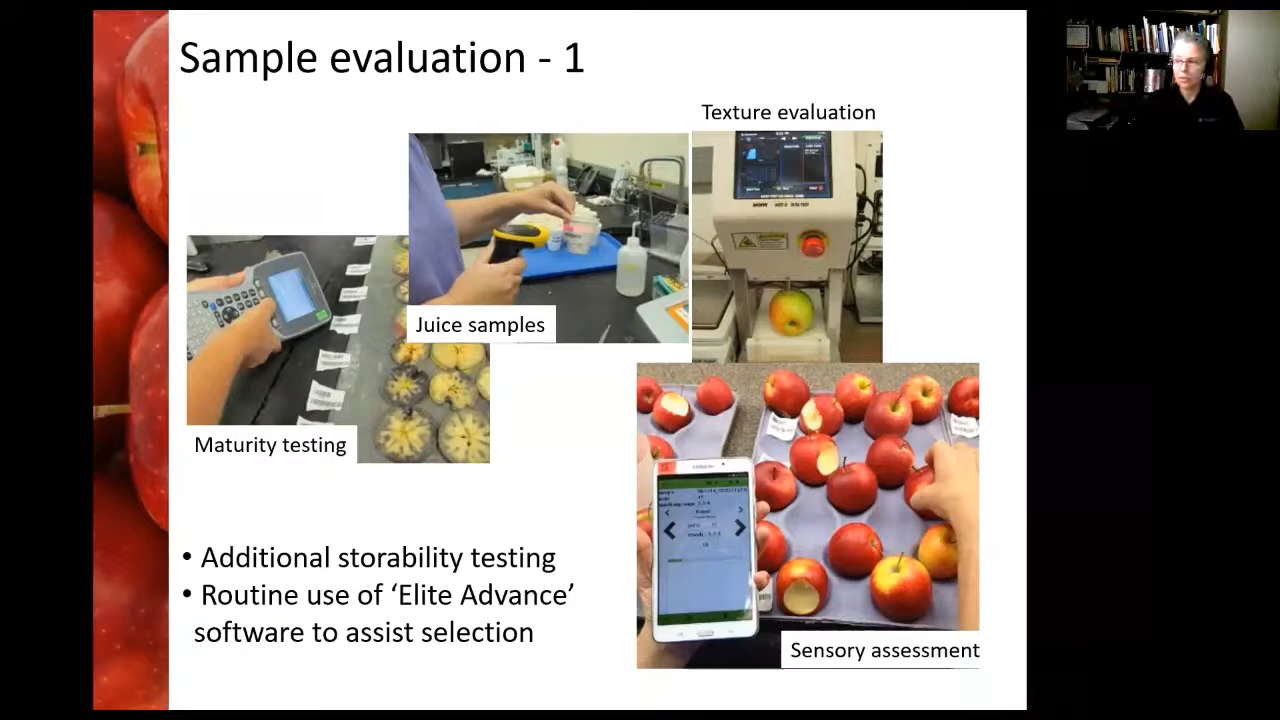 Sample evaluation - 1
Texture evaluation
Juice samples
Maturity testing
• Additional storability testing
• Routine use of ‘Elite Advance’
software to assist selection
Sensory assessment